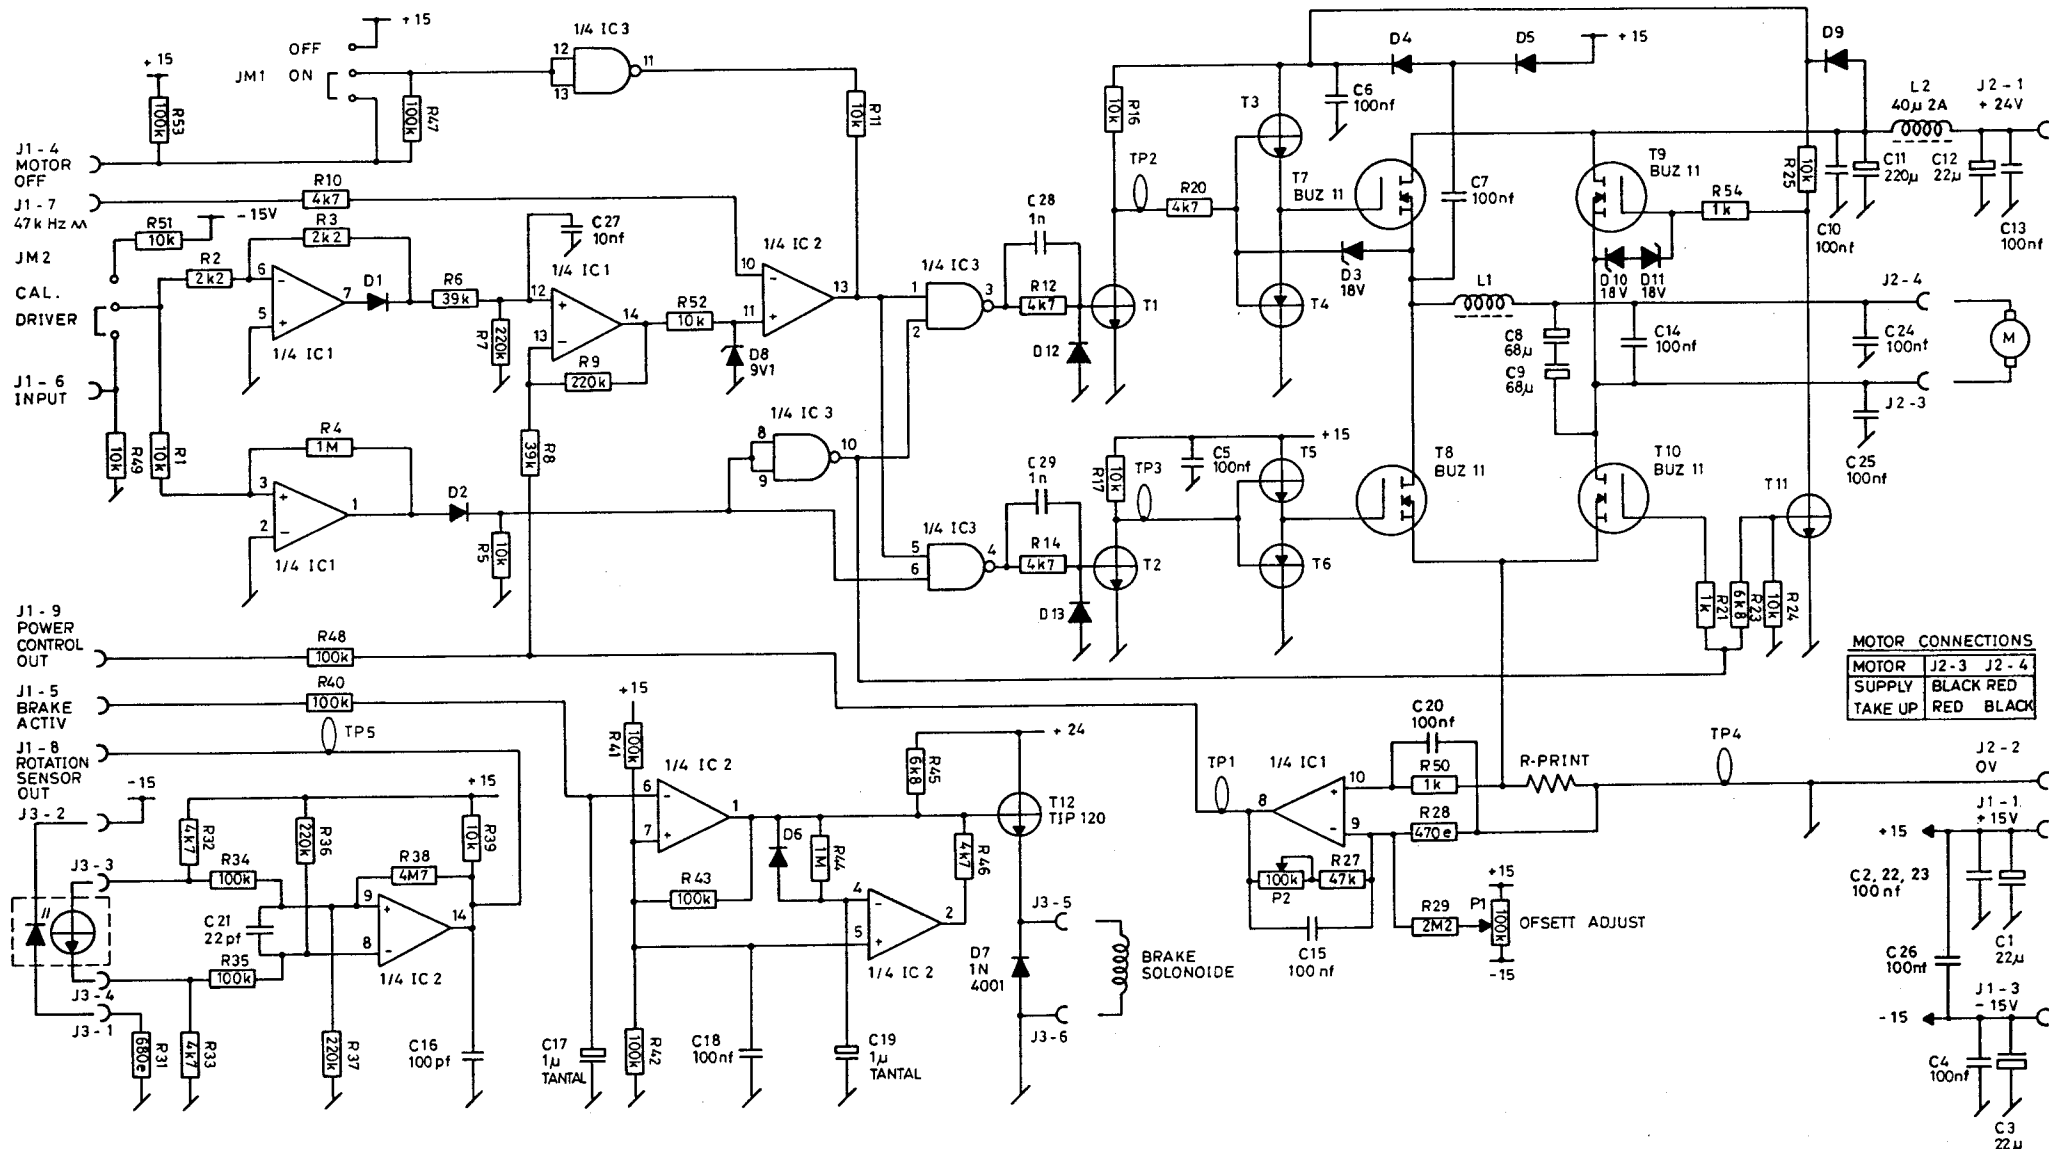 +15
OFF
JM1 ON
1/4 IC3
12
13
11
+ 15
100k
R53
10k
R47
10k
R11
J1-4
MOTOR
OFF
J1-7
47kHz ΛΛ
R10
4k7
R51
10k
-15V
R3
2k2
JM2
CAL.
DRIVER
R2
2k2
6
5
7
1/4 IC1
D1
R6
39k
R7
220k
C27
10nf
1/4 IC1
12
13
14
R9
220k
R52
10k
D8
9V1
1/4 IC2
10
11
13
1/4 IC3
1
2
3
C28
1n
R12
4k7
D12
T1
J1-6
INPUT
10k
R49
10k
R1
R4
1M
3
2
1
1/4 IC1
D2
10k
R5
39k
R8
1/4 IC3
8
9
10
1/4 IC3
5
6
4
C29
1n
R14
4k7
D13
T2
10k
R16
TP2
R20
4k7
T3
T4
C6
100nf
D4
D5
+ 15
T7
BUZ 11
D3
18V
C7
100nf
D9
T9
BUZ 11
R54
1k
10k
R25
D10
18V
D11
18V
C10
100nf
C11
220µ
L2
40µ 2A
J2-1
+ 24V
C12
22µ
C13
100nf
L1
C8
68µ
C9
68µ
C14
100nf
C24
100nf
C25
100nf
J2-4
M
J2-3
10k
R17
TP3
C5
100nf
+15
T5
T6
T8
BUZ 11
T10
BUZ 11
T11
1k
R21
6k8
R23
10k
R24
MOTOR CONNECTIONS
MOTOR J2-3 J2-4
SUPPLY BLACK RED
TAKE UP RED BLACK
J1-9
POWER
CONTROL
OUT
R48
100k
J1-5
BRAKE
ACTIV
R40
100k
J1-8
ROTATION
SENSOR
OUT
TP5
-15
J3-2
J3-3
J3-4
J3-1
4k7
R32
R34
100k
C21
22pf
R35
100k
680e
R31
4k7
R33
220k
R36
220k
R37
R38
4M7
+15
10k
R39
9
8
14
1/4 IC2
C16
100pf
C17
1µ
TANTAL
+15
100k
R41
1/4 IC2
6
7
1
R43
100k
100k
R42
C18
100nf
D6
1M
R44
6k8
R45
4k7
R46
4
5
2
1/4 IC2
C19
1µ
TANTAL
+ 24
T12
TIP 120
D7
1N
4001
J3-5
J3-6
BRAKE
SOLONOIDE
TP1
1/4 IC1
8
10
9
C20
100nf
R50
1k
R28
470e
R-PRINT
TP4
100k
P2
R27
47k
C15
100nf
R29
2M2
+15
P1
100k
-15
OFSETT ADJUST
J2-2
0V
J1-1
+15V
+15
C2, 22, 23
100nf
C1
22µ
C26
100nf
J1-3
-15V
-15
C4
100nf
C3
22µ